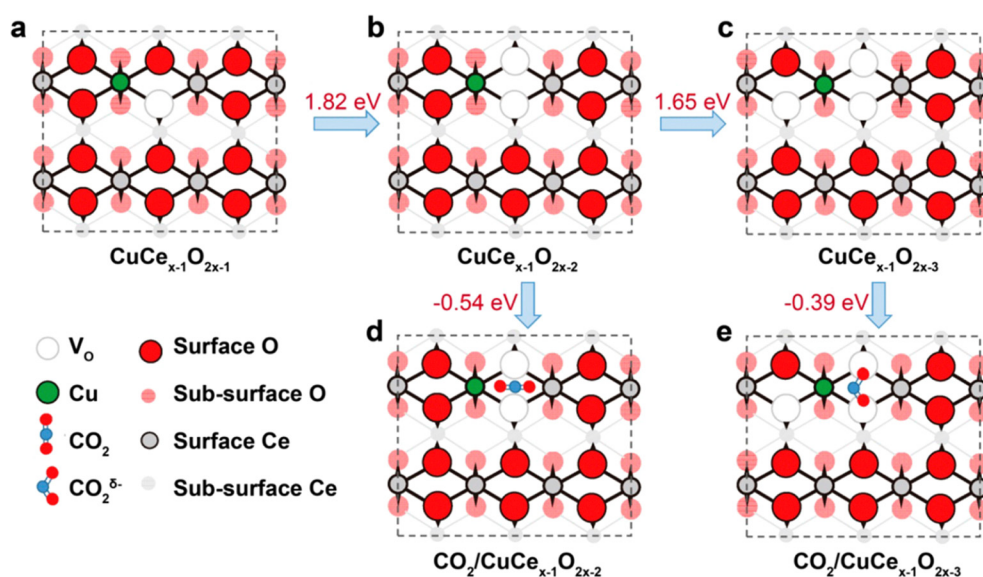 a
b
c
1.82 eV
1.65 eV
CuCeₓ₋₁O₂ₓ₋₁
CuCeₓ₋₁O₂ₓ₋₂
CuCeₓ₋₁O₂ₓ₋₃
-0.54 eV
-0.39 eV
d
e
V₀ Surface O
Cu Sub-surface O
CO₂ Surface Ce
CO₂ᵟ⁻ Sub-surface Ce
CO₂/CuCeₓ₋₁O₂ₓ₋₂
CO₂/CuCeₓ₋₁O₂ₓ₋₃